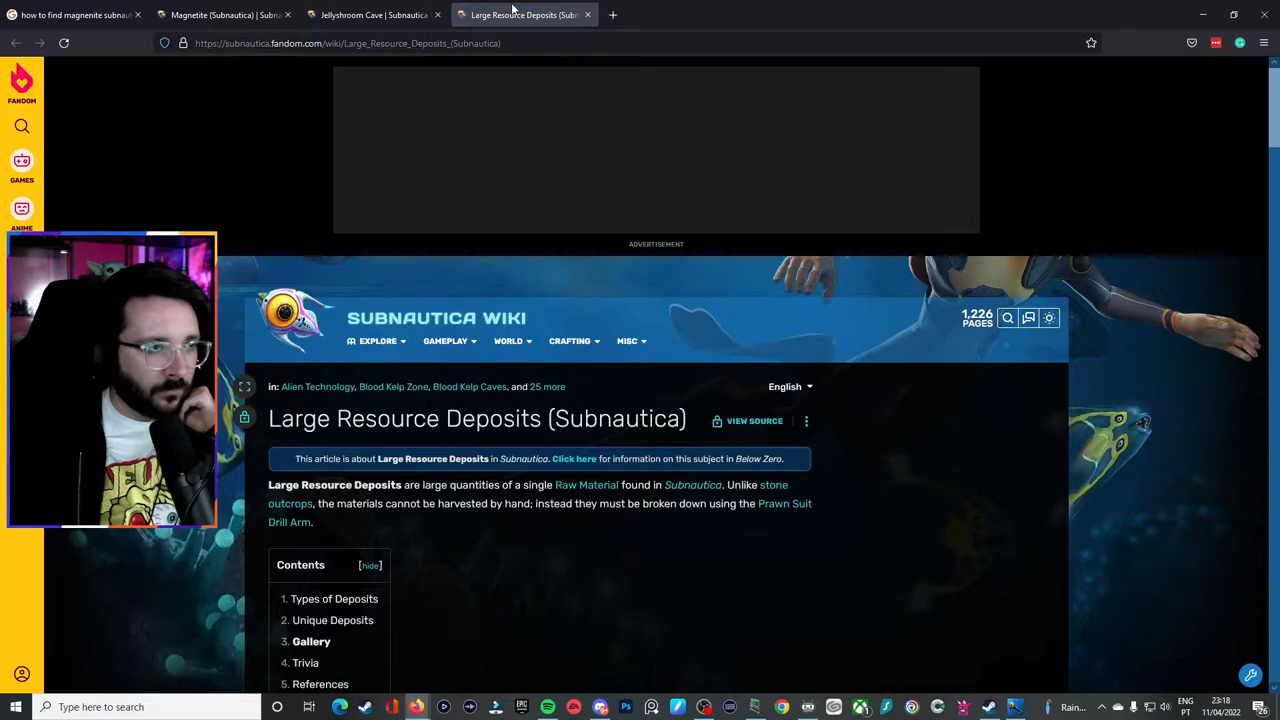 how to find magnenite subnaut
Magnetite (Subnautica) | Subn
Jellyshroom Cave | Subnautica
Large Resource Deposits (Subn
https://subnautica.fandom.com/wiki/Large_Resource_Deposits_(Subnautica)
FANDOM
GAMES
ANIME
ADVERTISEMENT
SUBNAUTICA WIKI
1,226
PAGES
EXPLORE GAMEPLAY WORLD CRAFTING MISC
in: Alien Technology, Blood Kelp Zone, Blood Kelp Caves, and 25 more
English
Large Resource Deposits (Subnautica)
VIEW SOURCE
This article is about Large Resource Deposits in Subnautica. Click here for information on this subject in Below Zero.
Large Resource Deposits are large quantities of a single Raw Material found in Subnautica. Unlike stone
outcrops, the materials cannot be harvested by hand; instead they must be broken down using the Prawn Suit
Drill Arm.
Contents [hide]
1. Types of Deposits
2. Unique Deposits
3. Gallery
4. Trivia
5. References
Type here to search
Rain...
ENG
PT
23:18
11/04/2022